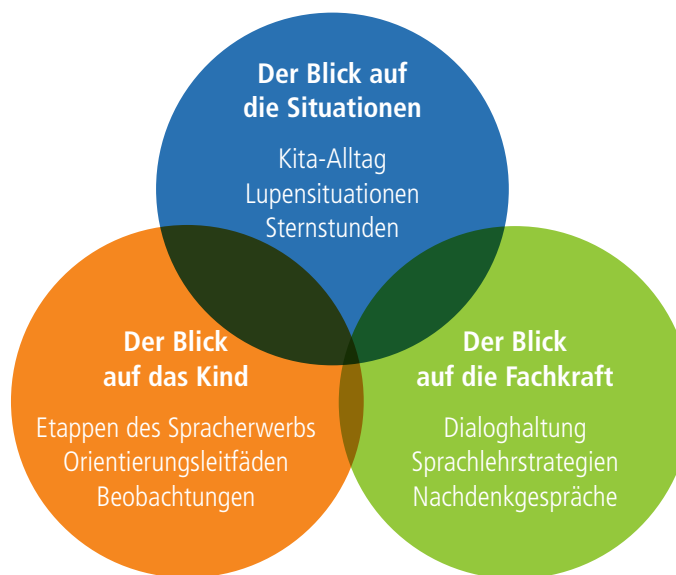 Der Blick auf
die Situationen
Kita-Alltag
Lupensituationen
Sternstunden
Der Blick
auf das Kind
Etappen des Spracherwerbs
Orientierungsleitfäden
Beobachtungen
Der Blick
auf die Fachkraft
Dialoghaltung
Sprachlehrstrategien
Nachdenkgespräche